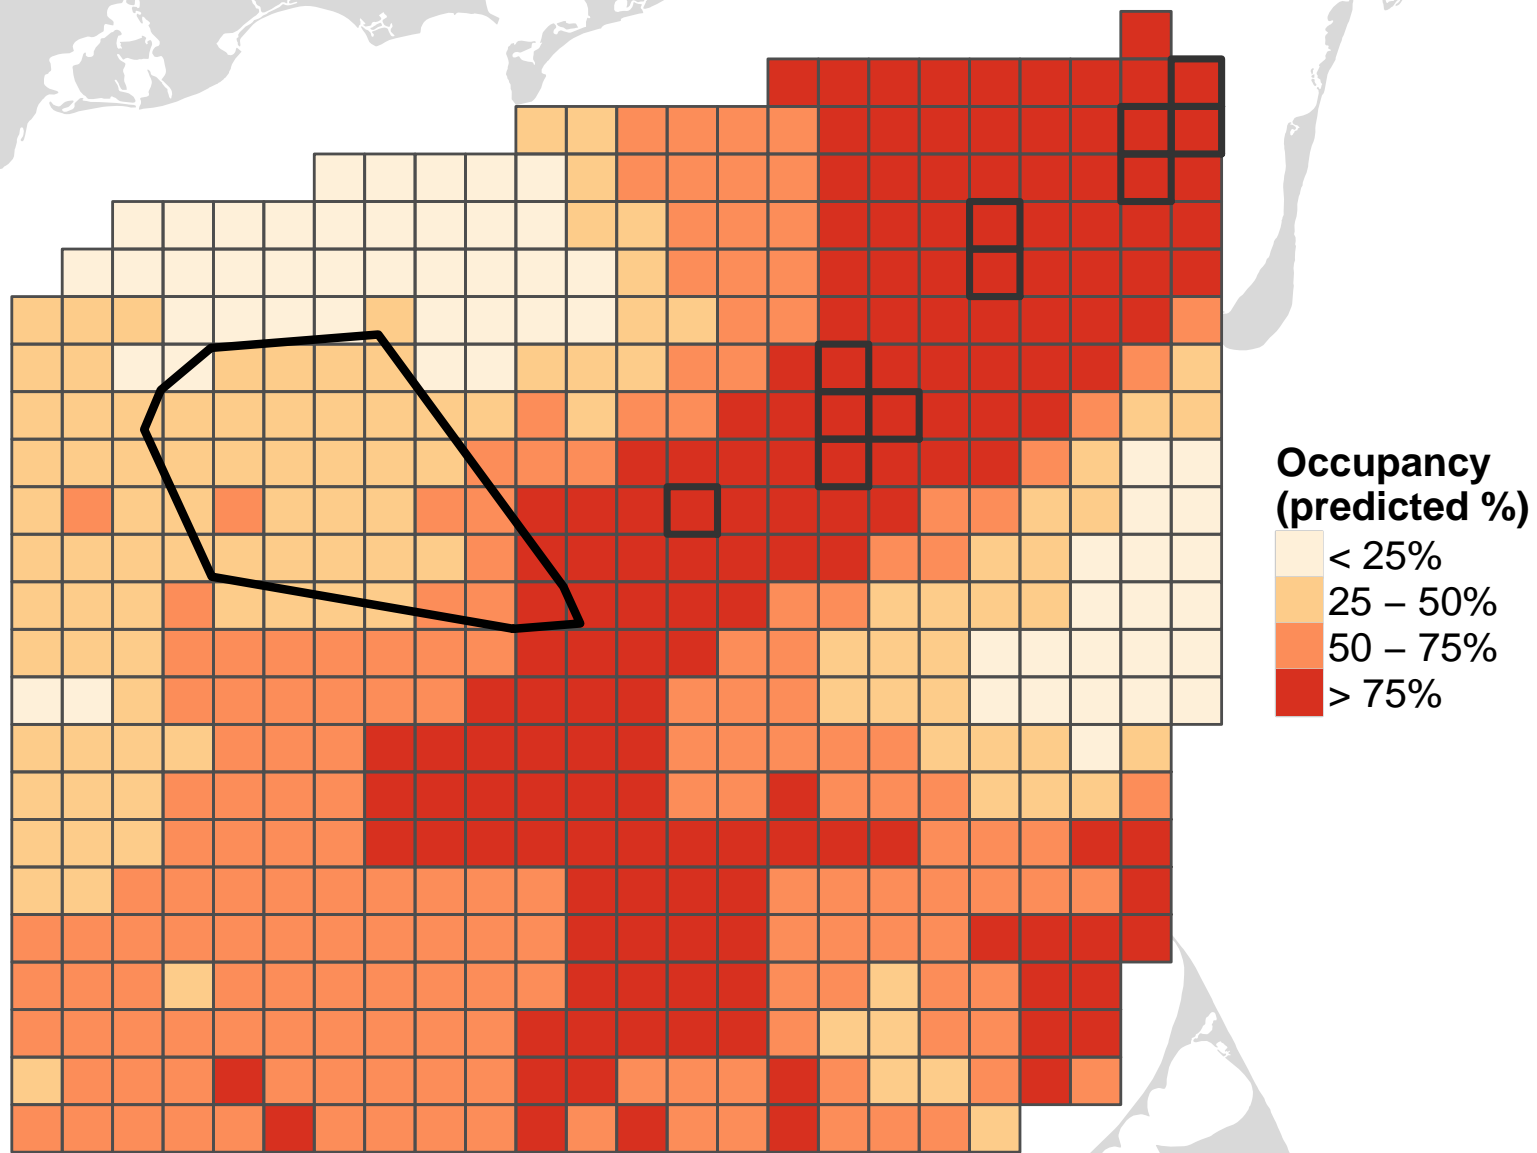 Occupancy
(predicted %)
< 25%
25 – 50%
50 – 75%
> 75%